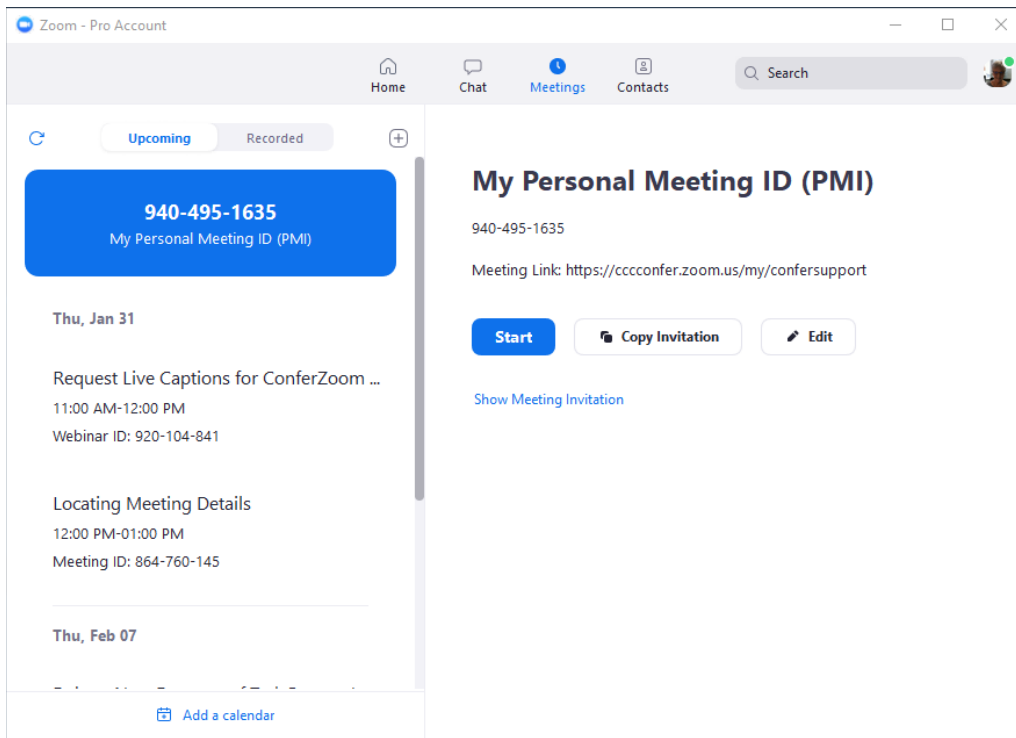 Zoom - Pro Account
Home
Chat
Meetings
Contacts
Search
Upcoming
Recorded
940-495-1635
My Personal Meeting ID (PMI)
Thu, Jan 31
Request Live Captions for ConferZoom ...
11:00 AM-12:00 PM
Webinar ID: 920-104-841
Locating Meeting Details
12:00 PM-01:00 PM
Meeting ID: 864-760-145
Thu, Feb 07
Add a calendar
My Personal Meeting ID (PMI)
940-495-1635
Meeting Link: https://cccconfer.zoom.us/my/confersupport
Start
Copy Invitation
Edit
Show Meeting Invitation